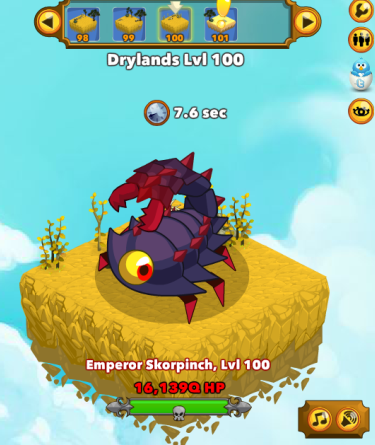 98 99 100 101
Drylands Lvl 100
7.6 sec
Emperor Skorpinch, Lvl 100
16,139Q HP